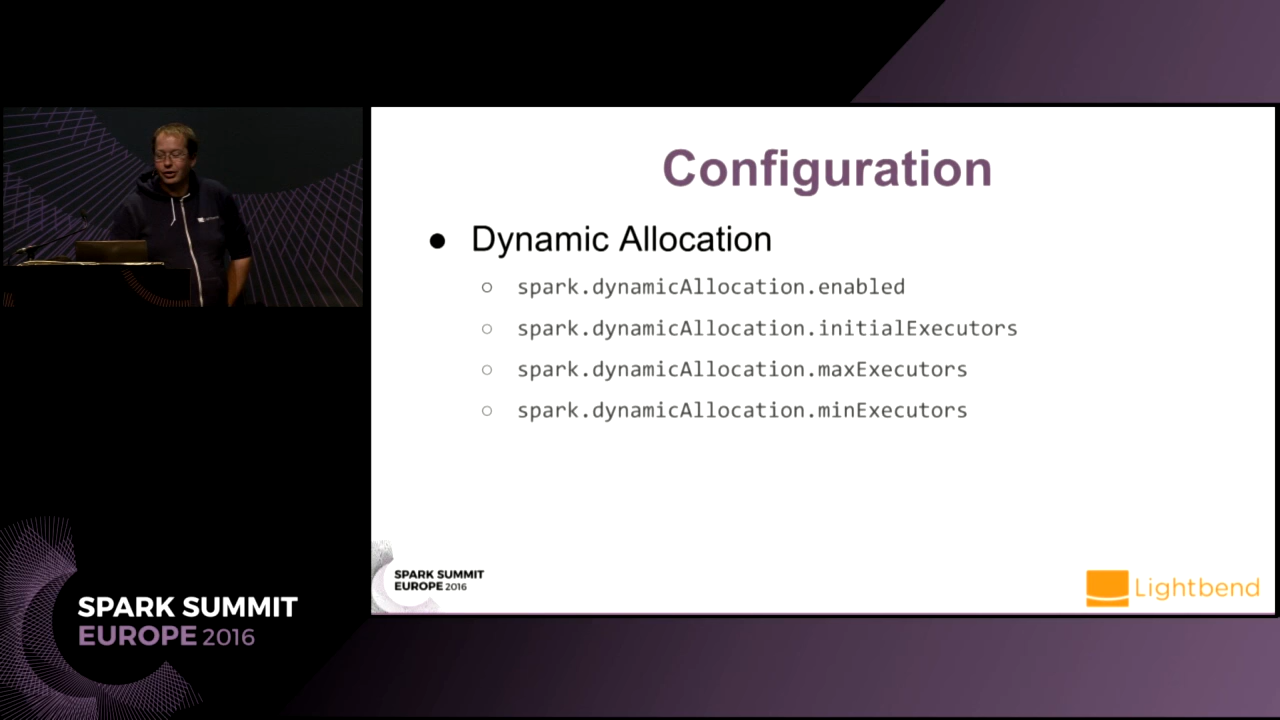 Configuration
● Dynamic Allocation
○ spark.dynamicAllocation.enabled
○ spark.dynamicAllocation.initialExecutors
○ spark.dynamicAllocation.maxExecutors
○ spark.dynamicAllocation.minExecutors
SPARK SUMMIT
EUROPE 2016
Lightbend
SPARK SUMMIT
EUROPE 2016